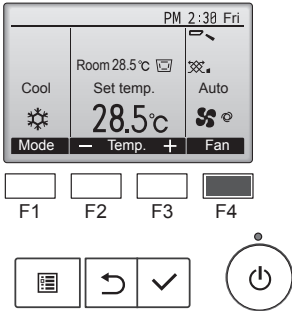 PM 2:30 Fri
Room 28.5°C
Cool Set temp. Auto
28.5°C
Mode − Temp. + Fan
F1 F2 F3 F4